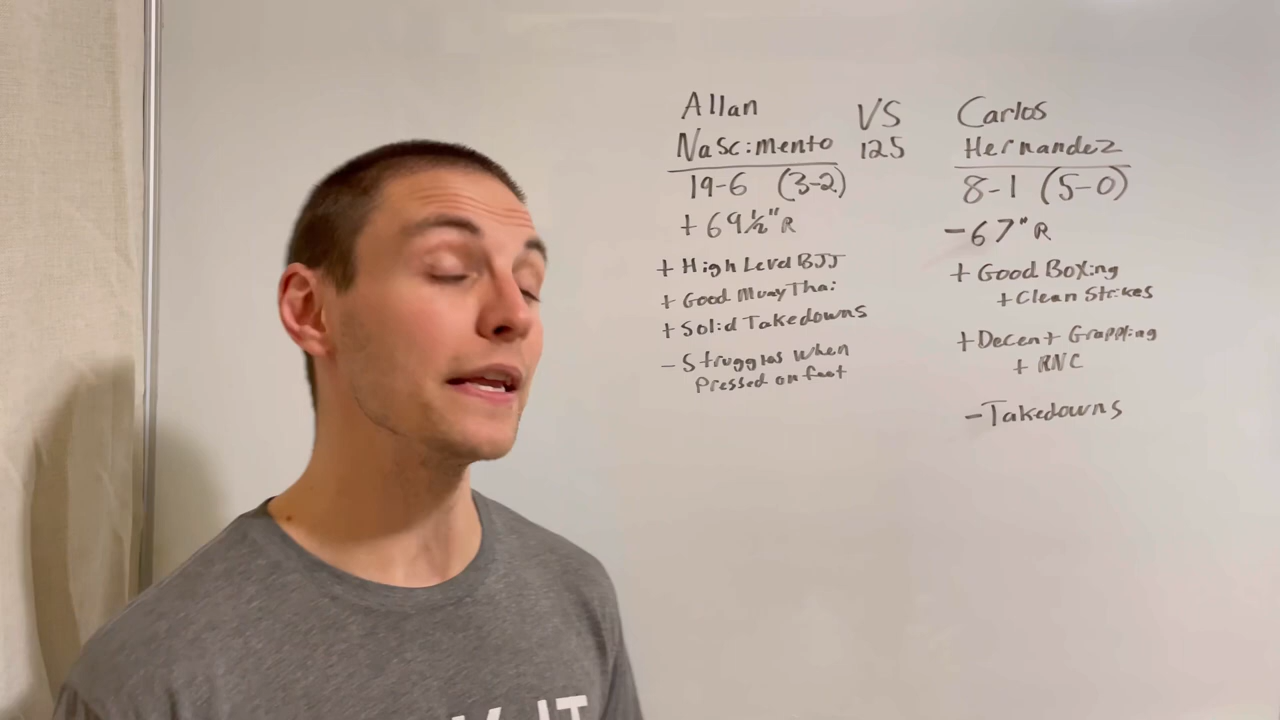 Allan
Nascimento
19-6 (3-2)
+ 69½" R
+ High Level BJJ
+ Good Muay Thai
+ Solid Takedowns
- Struggles when
Pressed on feet
VS
125
Carlos
Hernandez
8-1 (5-0)
-67" R
+ Good Boxing
+ Clean Strikes
+ Decent Grappling
+ RNC
- Takedowns
IT